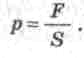 p = F/S.